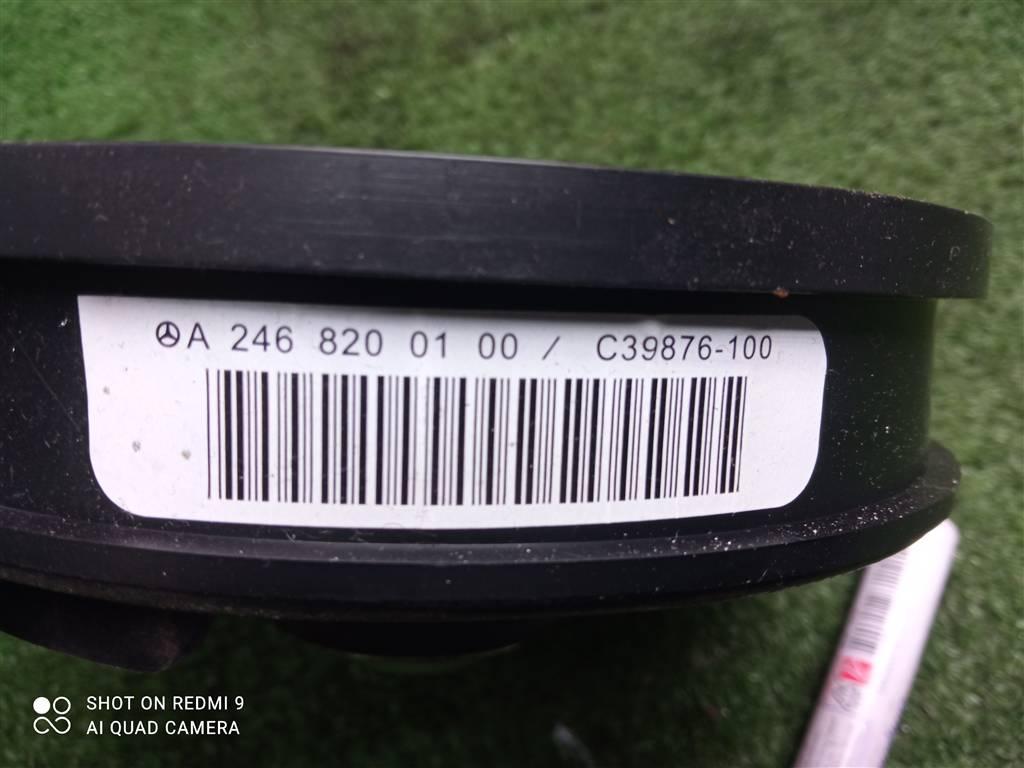 A 246 820 01 00 / C39876-100
SHOT ON REDMI 9
AI QUAD CAMERA